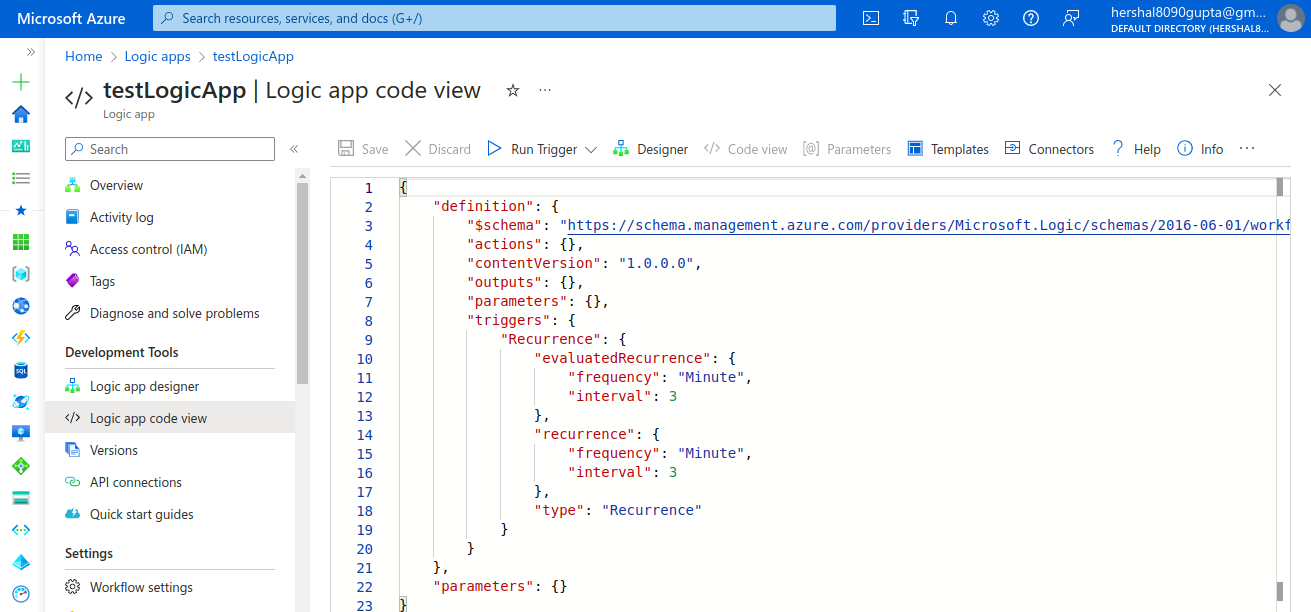 Microsoft Azure
Search resources, services, and docs (G+/)
hershal8090gupta@gm...
DEFAULT DIRECTORY (HERSHAL8...
Home > Logic apps > testLogicApp
testLogicApp | Logic app code view
Logic app
Search
Overview
Activity log
Access control (IAM)
Tags
Diagnose and solve problems
Development Tools
Logic app designer
Logic app code view
Versions
API connections
Quick start guides
Settings
Workflow settings
Save Discard Run Trigger Designer Code view Parameters Templates Connectors Help Info ...
1 {
2 "definition": {
3 "$schema": "https://schema.management.azure.com/providers/Microsoft.Logic/schemas/2016-06-01/workf
4 "actions": {},
5 "contentVersion": "1.0.0.0",
6 "outputs": {},
7 "parameters": {},
8 "triggers": {
9 "Recurrence": {
10 "evaluatedRecurrence": {
11 "frequency": "Minute",
12 "interval": 3
13 },
14 "recurrence": {
15 "frequency": "Minute",
16 "interval": 3
17 },
18 "type": "Recurrence"
19 }
20 }
21 },
22 "parameters": {}
23 }